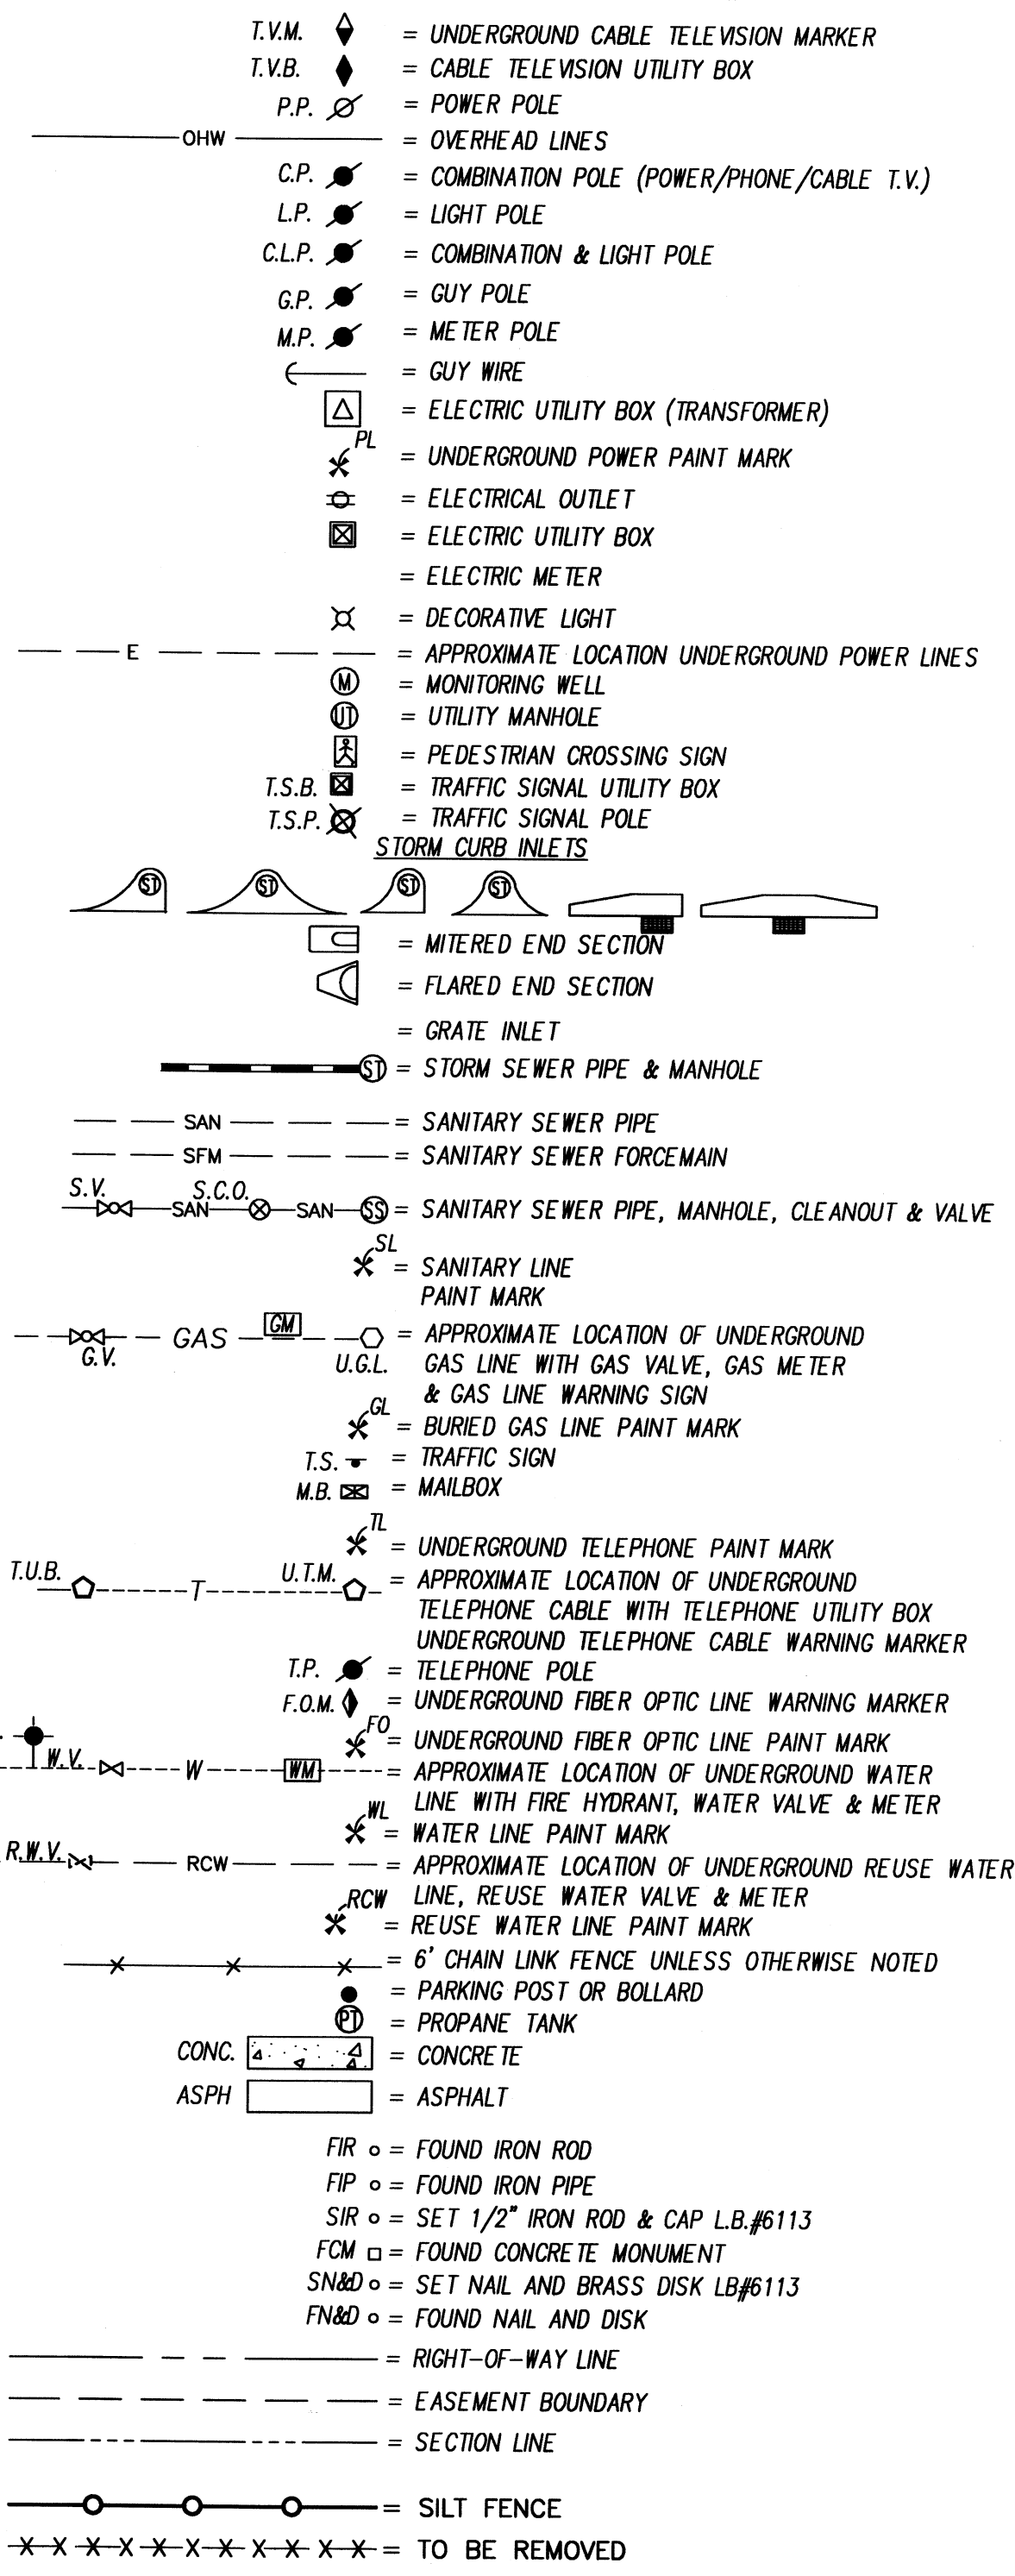 T.V.M. = UNDERGROUND CABLE TELEVISION MARKER
T.V.B. = CABLE TELEVISION UTILITY BOX
P.P. = POWER POLE
OHW = OVERHEAD LINES
C.P. = COMBINATION POLE (POWER/PHONE/CABLE T.V.)
L.P. = LIGHT POLE
C.L.P. = COMBINATION & LIGHT POLE
G.P. = GUY POLE
M.P. = METER POLE
= GUY WIRE
= ELECTRIC UTILITY BOX (TRANSFORMER)
PL = UNDERGROUND POWER PAINT MARK
= ELECTRICAL OUTLET
= ELECTRIC UTILITY BOX
= ELECTRIC METER
= DECORATIVE LIGHT
E = APPROXIMATE LOCATION UNDERGROUND POWER LINES
M = MONITORING WELL
UT = UTILITY MANHOLE
= PEDESTRIAN CROSSING SIGN
T.S.B. = TRAFFIC SIGNAL UTILITY BOX
T.S.P. = TRAFFIC SIGNAL POLE
STORM CURB INLETS
ST ST ST ST
= MITERED END SECTION
= FLARED END SECTION
= GRATE INLET
ST = STORM SEWER PIPE & MANHOLE
SAN = SANITARY SEWER PIPE
SFM = SANITARY SEWER FORCEMAIN
S.V. SAN S.C.O. SAN SS = SANITARY SEWER PIPE, MANHOLE, CLEANOUT & VALVE
SL = SANITARY LINE
PAINT MARK
G.V. GAS GM U.G.L. = APPROXIMATE LOCATION OF UNDERGROUND
GAS LINE WITH GAS VALVE, GAS METER
& GAS LINE WARNING SIGN
GL = BURIED GAS LINE PAINT MARK
T.S. = TRAFFIC SIGN
M.B. = MAILBOX
TL = UNDERGROUND TELEPHONE PAINT MARK
T.U.B. T U.T.M. = APPROXIMATE LOCATION OF UNDERGROUND
TELEPHONE CABLE WITH TELEPHONE UTILITY BOX
UNDERGROUND TELEPHONE CABLE WARNING MARKER
T.P. = TELEPHONE POLE
F.O.M. = UNDERGROUND FIBER OPTIC LINE WARNING MARKER
FO = UNDERGROUND FIBER OPTIC LINE PAINT MARK
W.V. W WM = APPROXIMATE LOCATION OF UNDERGROUND WATER
LINE WITH FIRE HYDRANT, WATER VALVE & METER
WL = WATER LINE PAINT MARK
R.W.V. RCW = APPROXIMATE LOCATION OF UNDERGROUND REUSE WATER
LINE, REUSE WATER VALVE & METER
RCW = REUSE WATER LINE PAINT MARK
= 6' CHAIN LINK FENCE UNLESS OTHERWISE NOTED
= PARKING POST OR BOLLARD
PT = PROPANE TANK
CONC. = CONCRETE
ASPH = ASPHALT
FIR = FOUND IRON ROD
FIP = FOUND IRON PIPE
SIR = SET 1/2" IRON ROD & CAP L.B.#6113
FCM = FOUND CONCRETE MONUMENT
SN&D = SET NAIL AND BRASS DISK LB#6113
FN&D = FOUND NAIL AND DISK
= RIGHT-OF-WAY LINE
= EASEMENT BOUNDARY
= SECTION LINE
= SILT FENCE
= TO BE REMOVED